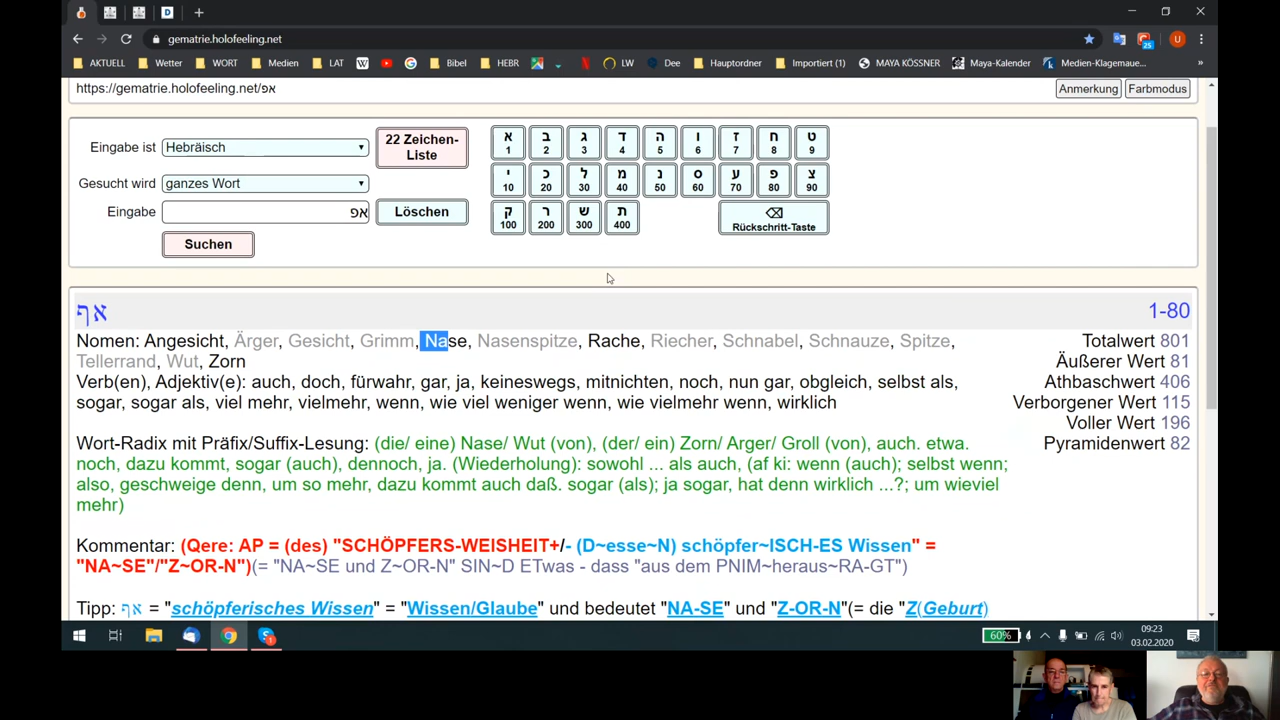 gematrie.holofeeling.net
25
U
AKTUELL Wetter WORT Medien LAT W G Bibel HEBR LW Dee Hauptordner Importiert (1) MAYA KÖSSNER Maya-Kalender Medien-Klagemaue... »
https://gematrie.holofeeling.net/אפ
Anmerkung Farbmodus
Eingabe ist Hebräisch
22 Zeichen-Liste
Gesucht wird ganzes Wort
Eingabe אפ Löschen
Suchen
א ב ג ד ה ו ז ח ט
1 2 3 4 5 6 7 8 9
י כ ל מ נ ס ע פ צ
10 20 30 40 50 60 70 80 90
ק ר ש ת ⌫
100 200 300 400 Rückschritt-Taste
אף 1-80
Nomen: Angesicht, Ärger, Gesicht, Grimm, Nase, Nasenspitze, Rache, Riecher, Schnabel, Schnauze, Spitze,
Tellerrand, Wut, Zorn
Verb(en), Adjektiv(e): auch, doch, fürwahr, gar, ja, keineswegs, mitnichten, noch, nun gar, obgleich, selbst als,
sogar, sogar als, viel mehr, vielmehr, wenn, wie viel weniger wenn, wie vielmehr wenn, wirklich
Totalwert 801
Äußerer Wert 81
Athbaschwert 406
Verborgener Wert 115
Voller Wert 196
Pyramidenwert 82
Wort-Radix mit Präfix/Suffix-Lesung: (die/ eine) Nase/ Wut (von), (der/ ein) Zorn/ Arger/ Groll (von), auch. etwa.
noch, dazu kommt, sogar (auch), dennoch, ja. (Wiederholung): sowohl ... als auch, (af ki: wenn (auch); selbst wenn;
also, geschweige denn, um so mehr, dazu kommt auch daß. sogar (als); ja sogar, hat denn wirklich ...?; um wieviel
mehr)
Kommentar: (Qere: AP = (des) "SCHÖPFERS-WEISHEIT+/- (D~esse~N) schöpfer~ISCH-ES Wissen" =
"NA~SE"/"Z~OR-N")(= "NA~SE und Z~OR-N" SIN~D ETwas - dass "aus dem PNIM~heraus~RA-GT")
Tipp: אף = "schöpferisches Wissen" = "Wissen/Glaube" und bedeutet "NA-SE" und "Z-OR-N"(= die "Z(Geburt)
60%
09:23
03.02.2020